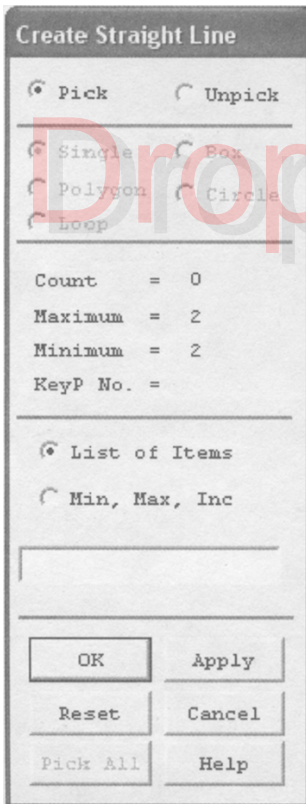 Create Straight Line
Pick Unpick
Single Box
Polygon Circle
Loop
Count = 0
Maximum = 2
Minimum = 2
KeyP No. =
List of Items
Min, Max, Inc
OK Apply
Reset Cancel
Pick All Help
Drop